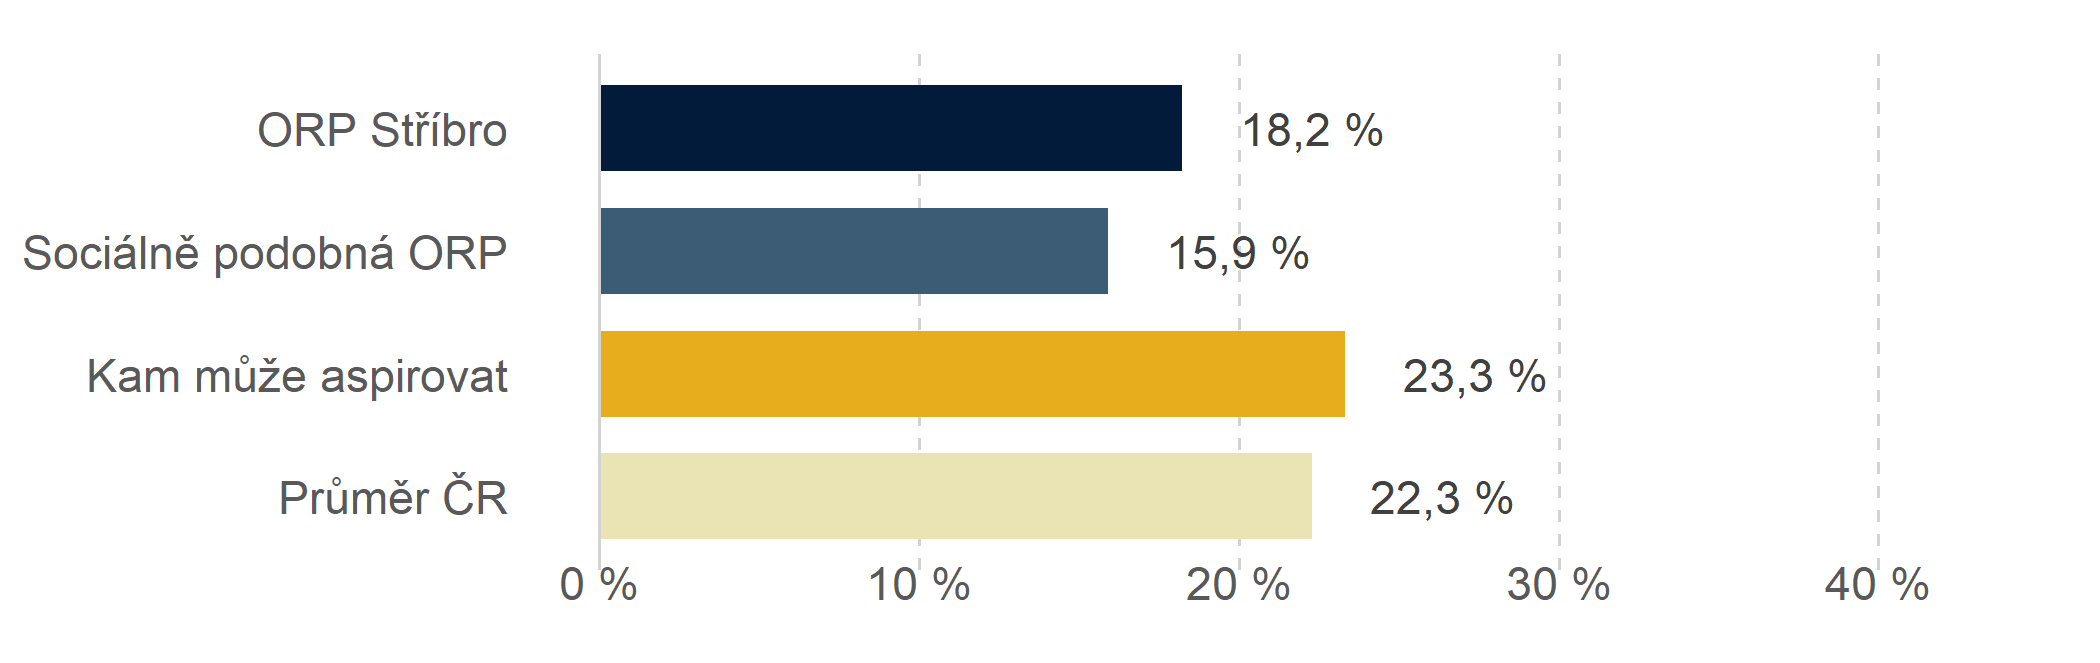 ORP Stříbro
18,2 %
Sociálně podobná ORP
15,9 %
Kam může aspirovat
23,3 %
Průměr ČR
22,3 %
0 %
10 %
20 %
30 %
40 %